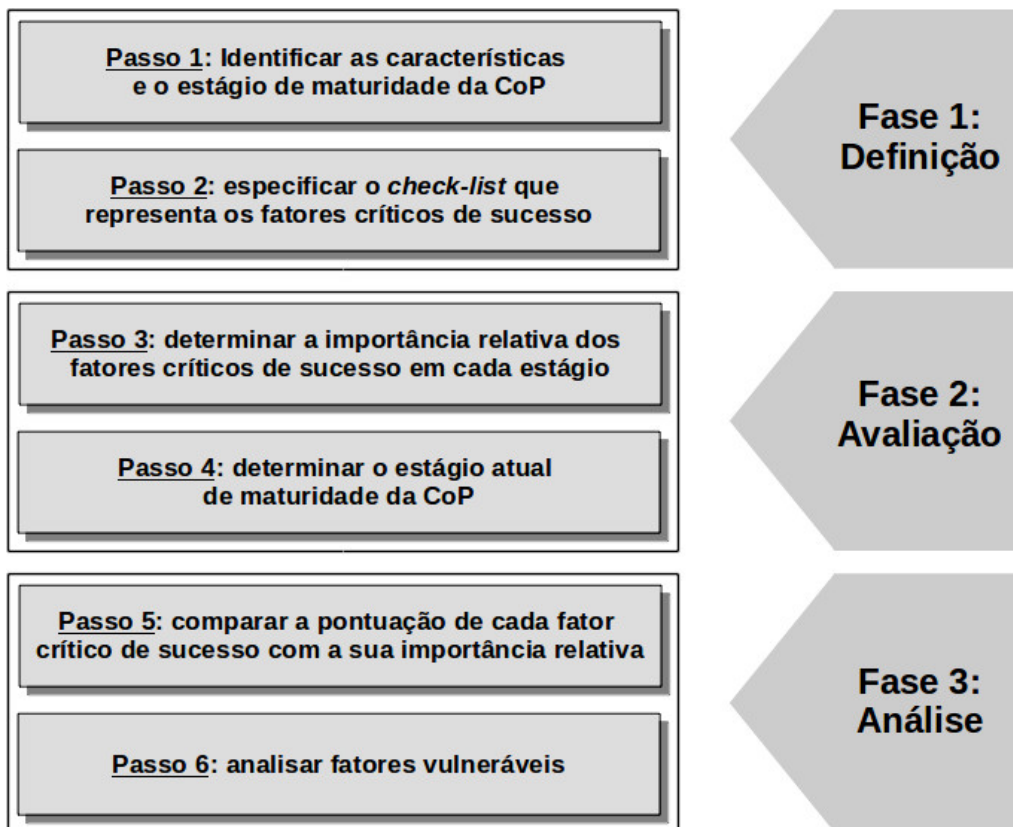 Passo 1: Identificar as características
e o estágio de maturidade da CoP
Passo 2: especificar o check-list que
representa os fatores críticos de sucesso
Fase 1:
Definição
Passo 3: determinar a importância relativa dos
fatores críticos de sucesso em cada estágio
Passo 4: determinar o estágio atual
de maturidade da CoP
Fase 2:
Avaliação
Passo 5: comparar a pontuação de cada fator
crítico de sucesso com a sua importância relativa
Passo 6: analisar fatores vulneráveis
Fase 3:
Análise